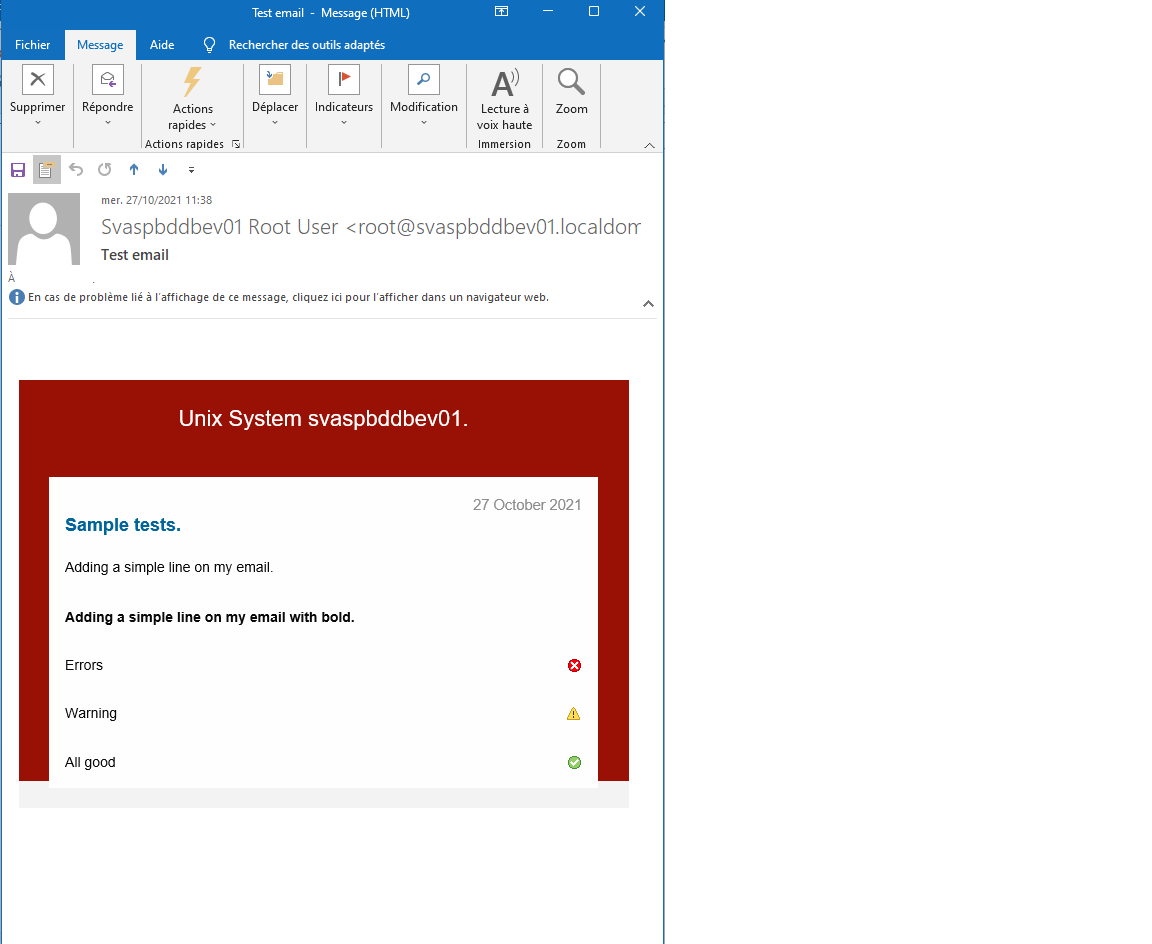 Test email - Message (HTML)
Fichier Message Aide Rechercher des outils adaptés
Supprimer Répondre Actions rapides Déplacer Indicateurs Modification Lecture à voix haute Zoom
Actions rapides Immersion Zoom
mer. 27/10/2021 11:38
Svaspbddbev01 Root User <root@svaspbddbev01.localdom
Test email
À
En cas de problème lié à l'affichage de ce message, cliquez ici pour l'afficher dans un navigateur web.
Unix System svaspbddbev01.
27 October 2021
Sample tests.
Adding a simple line on my email.
Adding a simple line on my email with bold.
Errors
Warning
All good